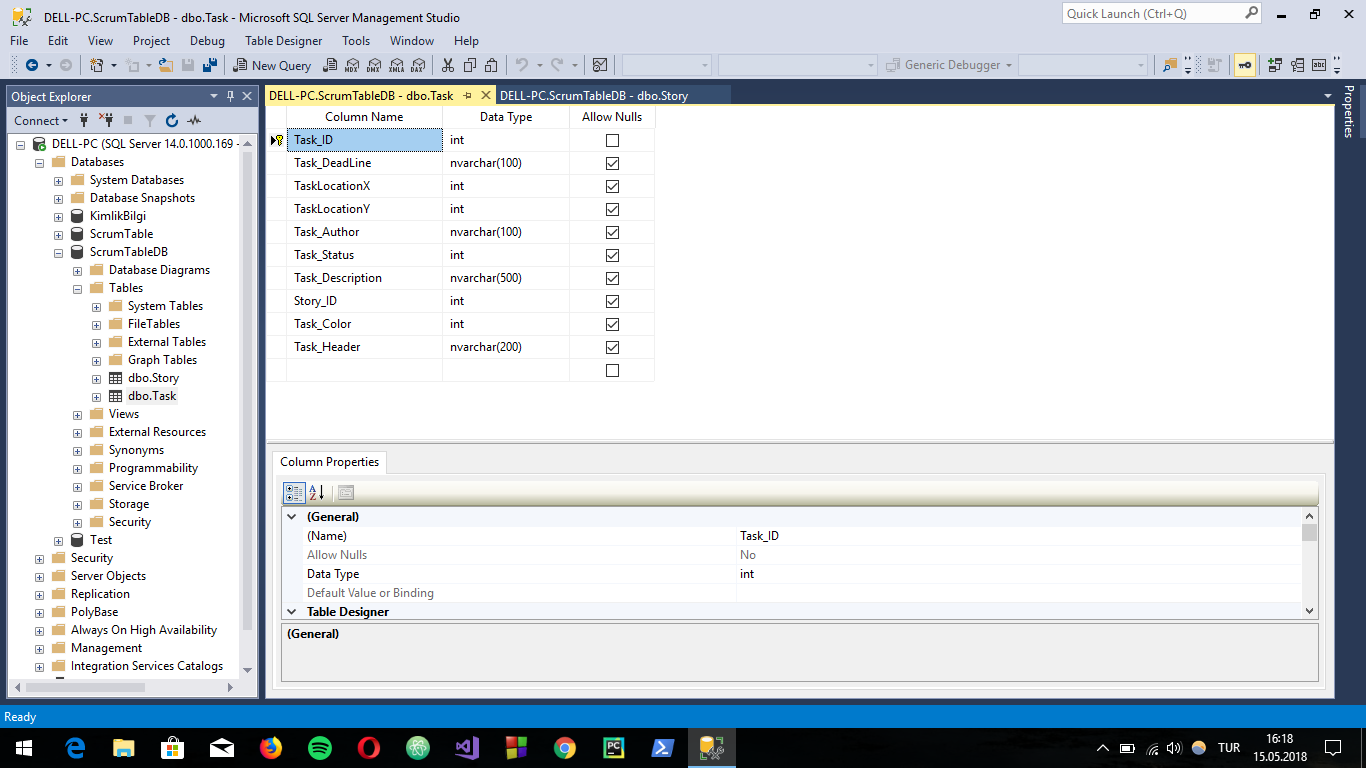 DELL-PC.ScrumTableDB - dbo.Task - Microsoft SQL Server Management Studio
Quick Launch (Ctrl+Q)
File Edit View Project Debug Table Designer Tools Window Help
New Query MDX DMX XMLA DAX Generic Debugger
Object Explorer
Connect
DELL-PC (SQL Server 14.0.1000.169 -
Databases
System Databases
Database Snapshots
KimlikBilgi
ScrumTable
ScrumTableDB
Database Diagrams
Tables
System Tables
FileTables
External Tables
Graph Tables
dbo.Story
dbo.Task
Views
External Resources
Synonyms
Programmability
Service Broker
Storage
Security
Test
Security
Server Objects
Replication
PolyBase
Always On High Availability
Management
Integration Services Catalogs
DELL-PC.ScrumTableDB - dbo.Task DELL-PC.ScrumTableDB - dbo.Story
Column Name Data Type Allow Nulls
Task_ID int
Task_DeadLine nvarchar(100)
TaskLocationX int
TaskLocationY int
Task_Author nvarchar(100)
Task_Status int
Task_Description nvarchar(500)
Story_ID int
Task_Color int
Task_Header nvarchar(200)
Column Properties
(General)
(Name) Task_ID
Allow Nulls No
Data Type int
Default Value or Binding
Table Designer
(General)
Properties
Ready
PC
TUR
16:18
15.05.2018